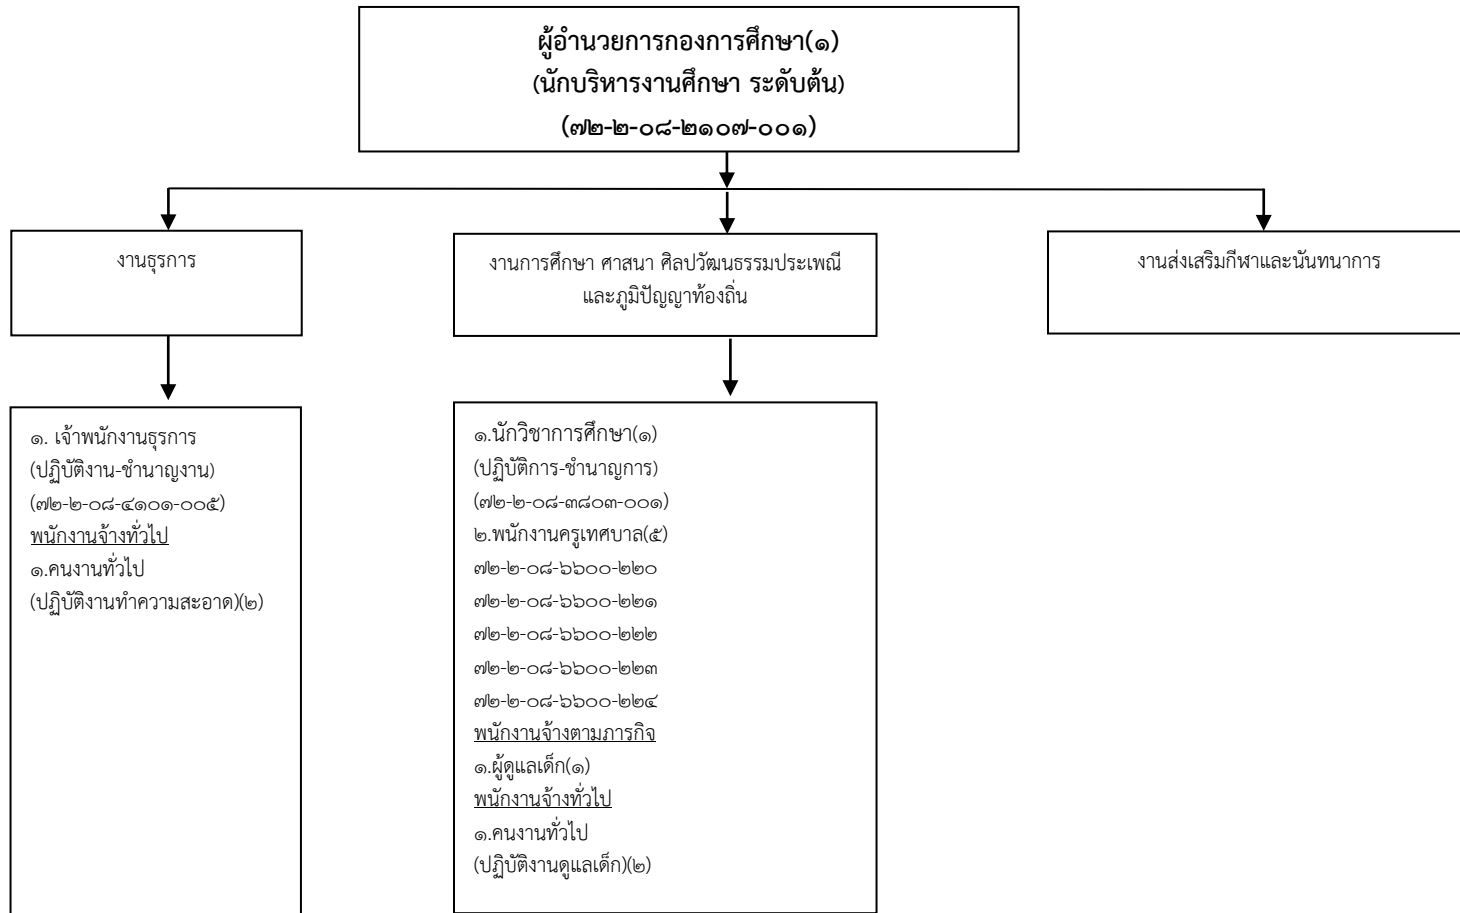 ผู้อำนวยการกองการศึกษา(๑)
(นักบริหารงานศึกษา ระดับต้น)
(๗๒-๒-๐๘-๒๑๐๗-๐๐๑)
งานธุรการ
งานการศึกษา ศาสนา ศิลปวัฒนธรรมประเพณี
และภูมิปัญญาท้องถิ่น
งานส่งเสริมกีฬาและนันทนาการ
๑. เจ้าพนักงานธุรการ
(ปฏิบัติงาน-ชำนาญงาน)
(๗๒-๒-๐๘-๔๑๐๑-๐๐๕)
พนักงานจ้างทั่วไป
๑.คนงานทั่วไป
(ปฏิบัติงานทำความสะอาด)(๒)
๑.นักวิชาการศึกษา(๑)
(ปฏิบัติการ-ชำนาญการ)
(๗๒-๒-๐๘-๓๘๐๓-๐๐๑)
๒.พนักงานครูเทศบาล(๕)
๗๒-๒-๐๘-๖๖๐๐-๒๒๐
๗๒-๒-๐๘-๖๖๐๐-๒๒๑
๗๒-๒-๐๘-๖๖๐๐-๒๒๒
๗๒-๒-๐๘-๖๖๐๐-๒๒๓
๗๒-๒-๐๘-๖๖๐๐-๒๒๔
พนักงานจ้างตามภารกิจ
๑.ผู้ดูแลเด็ก(๑)
พนักงานจ้างทั่วไป
๑.คนงานทั่วไป
(ปฏิบัติงานดูแลเด็ก)(๒)